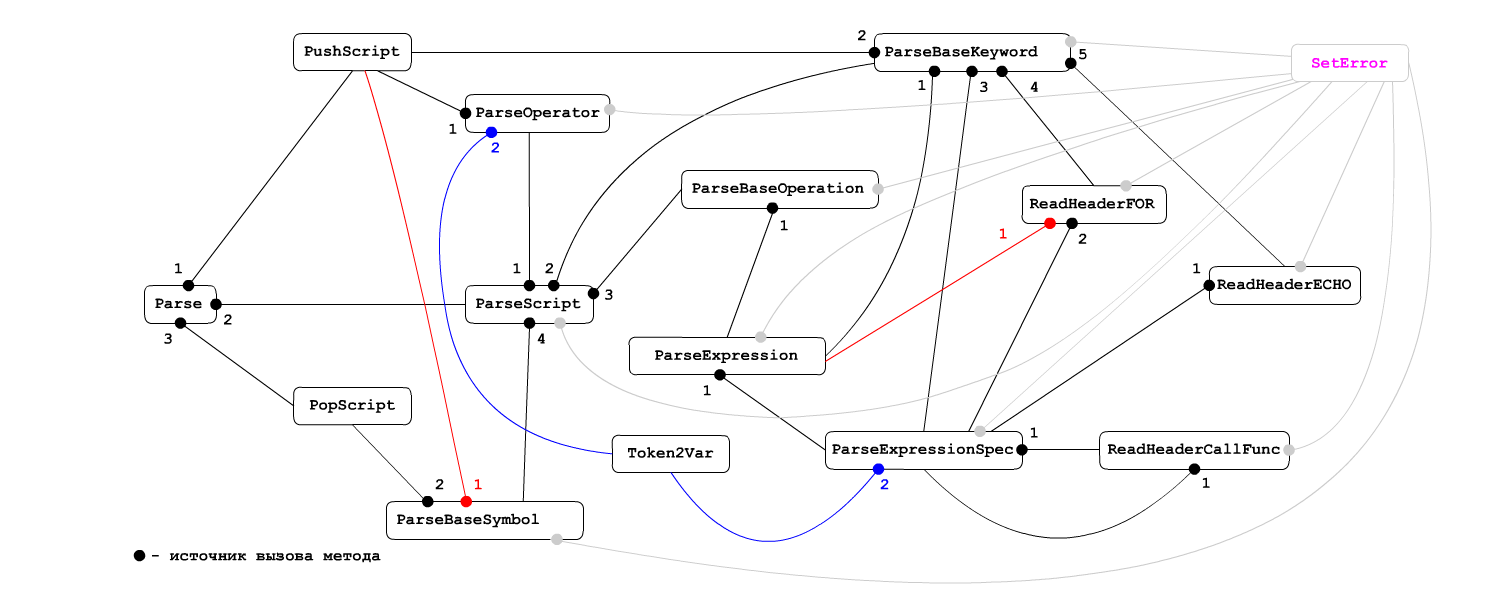 PushScript
2
ParseBaseKeyword
5
SetError
1
3
4
ParseOperator
1
2
ParseBaseOperation
1
ReadHeaderFOR
1
2
1
1
2
1
Parse
2
ParseScript
3
ReadHeaderECHO
3
4
ParseExpression
1
PopScript
1
ParseExpressionSpec
ReadHeaderCallFunc
Token2Var
2
1
2
1
ParseBaseSymbol
- источник вызова метода